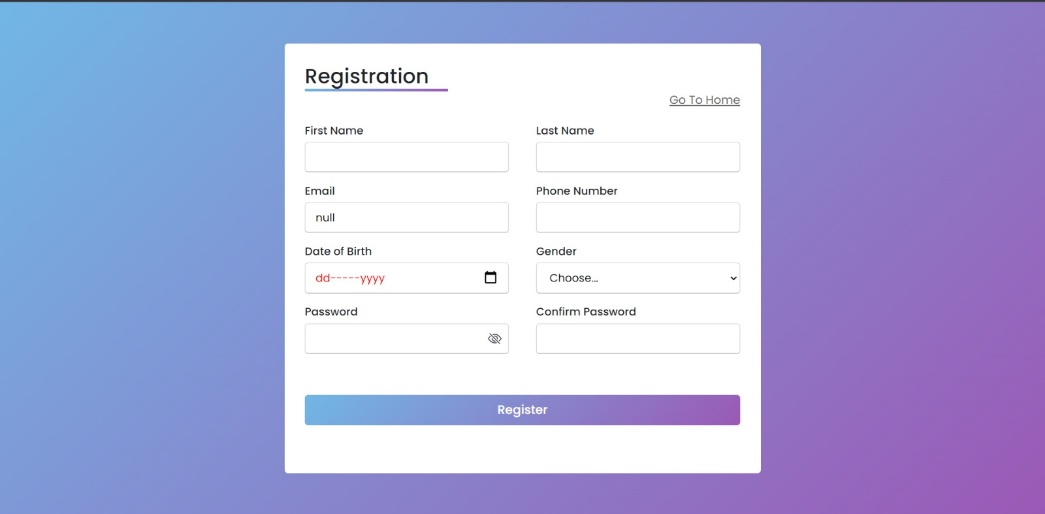 Registration
Go To Home
First Name
Last Name
Email
Phone Number
null
Date of Birth
Gender
dd-----yyyy
Choose...
Password
Confirm Password
Register